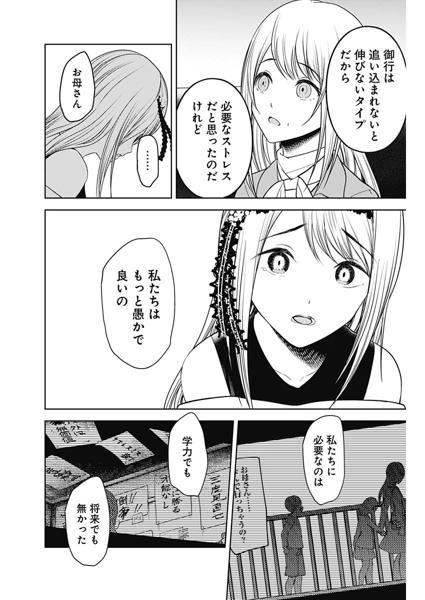 御行は
追い込まれないと
伸びないタイプ
だから
必要なストレス
だと思ったのだ
けれど
お母さん
……
私たちは
もっと愚かで
良いの
私たちに
必要なのは
お母さん……
学力でも
将来でも
無かった